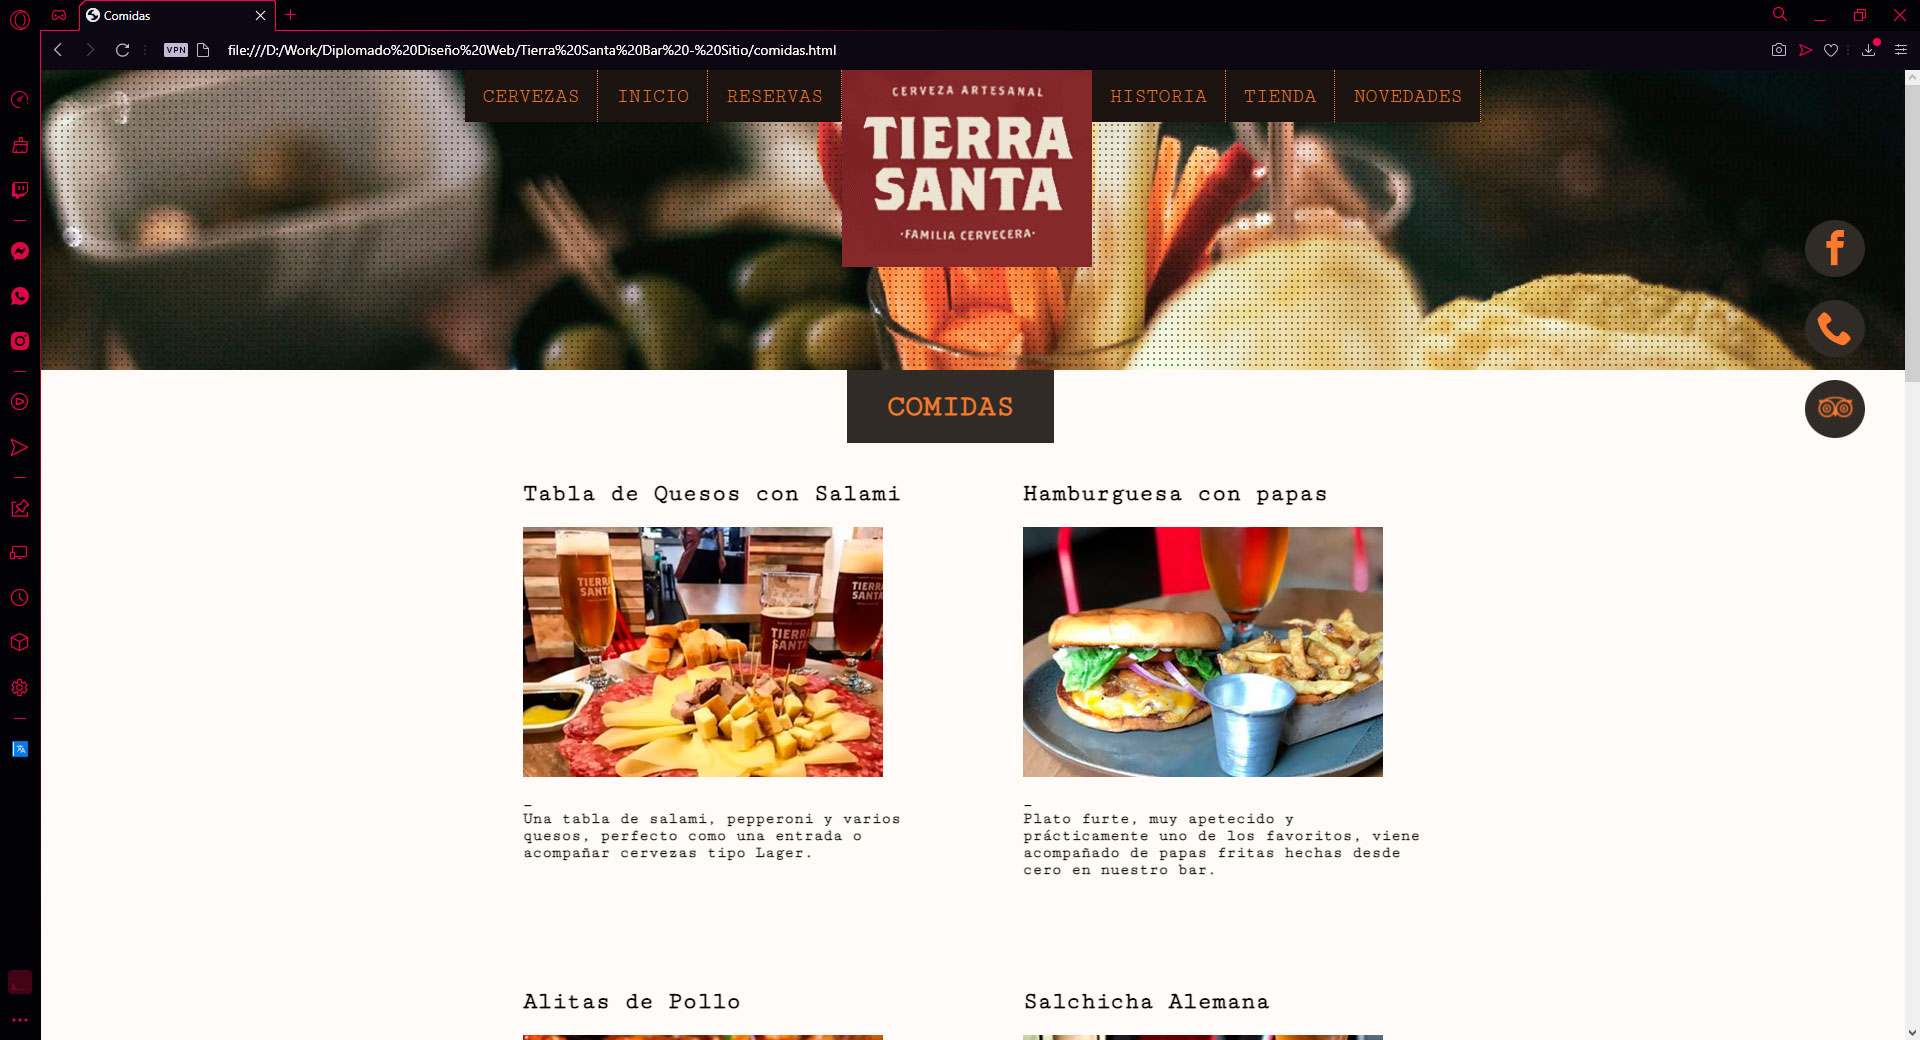 Comidas
VPN
file:///D:/Work/Diplomado%20Diseño%20Web/Tierra%20Santa%20Bar%20-%20Sitio/comidas.html
CERVEZAS
INICIO
RESERVAS
CERVEZA ARTESANAL
TIERRA
SANTA
·FAMILIA CERVECERA·
HISTORIA
TIENDA
NOVEDADES
COMIDAS
Tabla de Quesos con Salami
TIERRA
SANTA
TIERRA
SANTA
TIERRA
SANTA
–
Una tabla de salami, pepperoni y varios
quesos, perfecto como una entrada o
acompañar cervezas tipo Lager.
Hamburguesa con papas
–
Plato furte, muy apetecido y
prácticamente uno de los favoritos, viene
acompañado de papas fritas hechas desde
cero en nuestro bar.
Alitas de Pollo
Salchicha Alemana